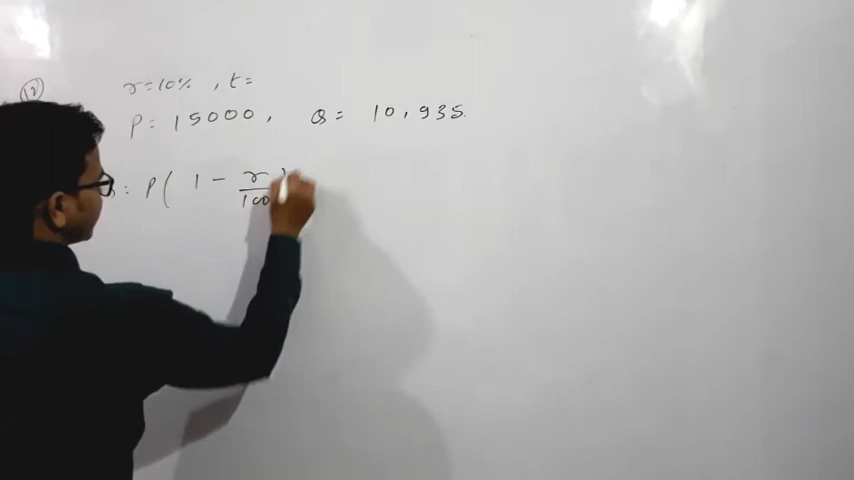 (12) r=10% , t=
P = 15000, Q = 10,935.
: P( 1 - r/100